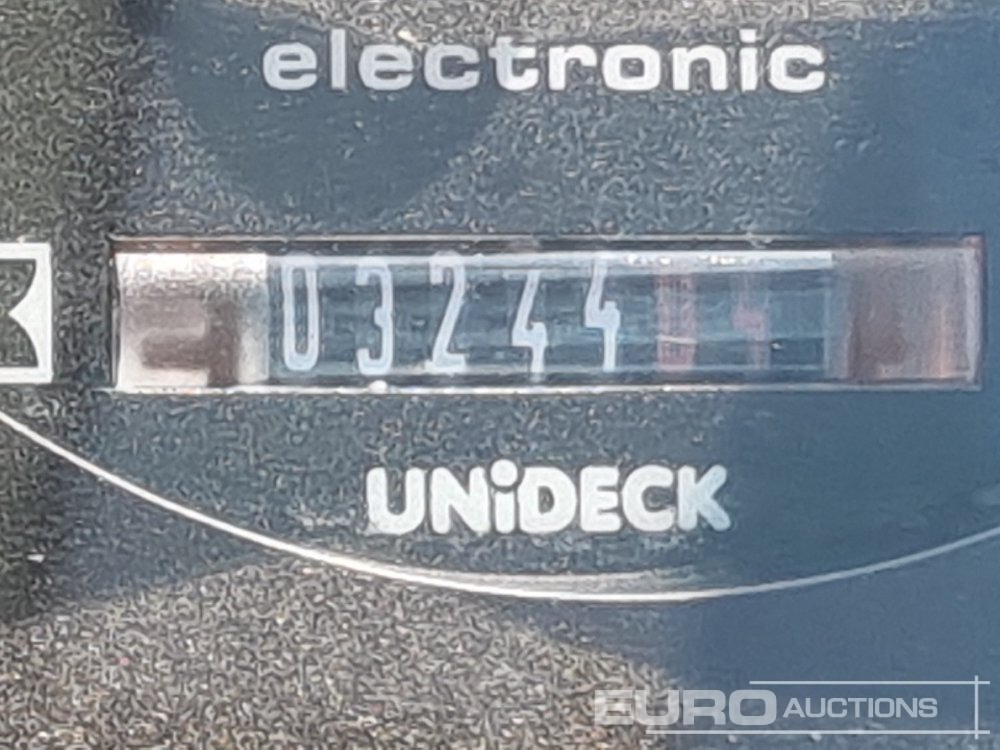 electronic
03244
UNiDECK
EURO AUCTIONS